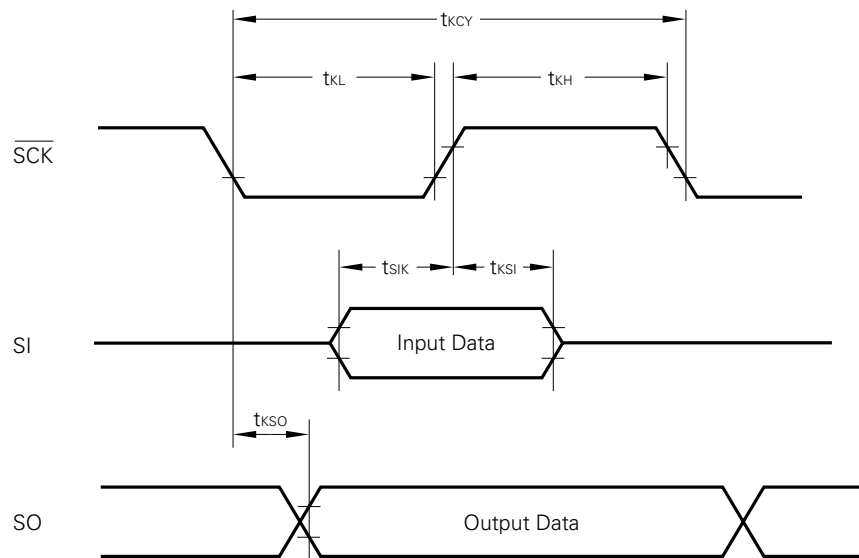 tKCY
tKL
tKH
SCK
tSIK
tKSI
SI
Input Data
tKSO
SO
Output Data